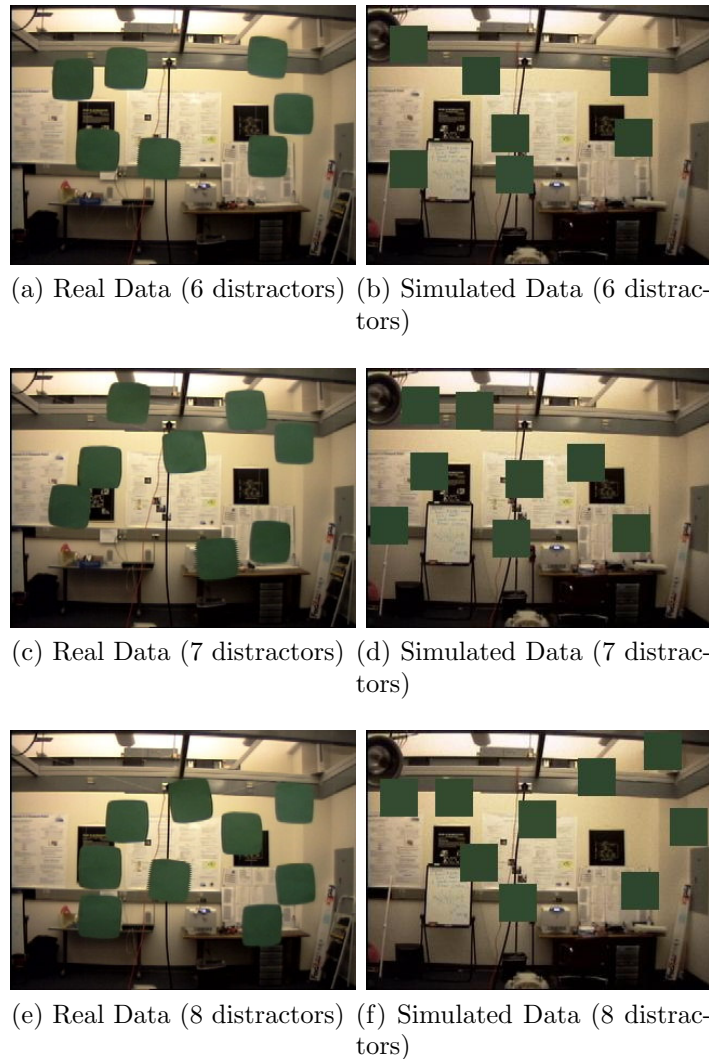 (a) Real Data (6 distractors) (b) Simulated Data (6 distrac-
tors)
(c) Real Data (7 distractors) (d) Simulated Data (7 distrac-
tors)
(e) Real Data (8 distractors) (f) Simulated Data (8 distrac-
tors)